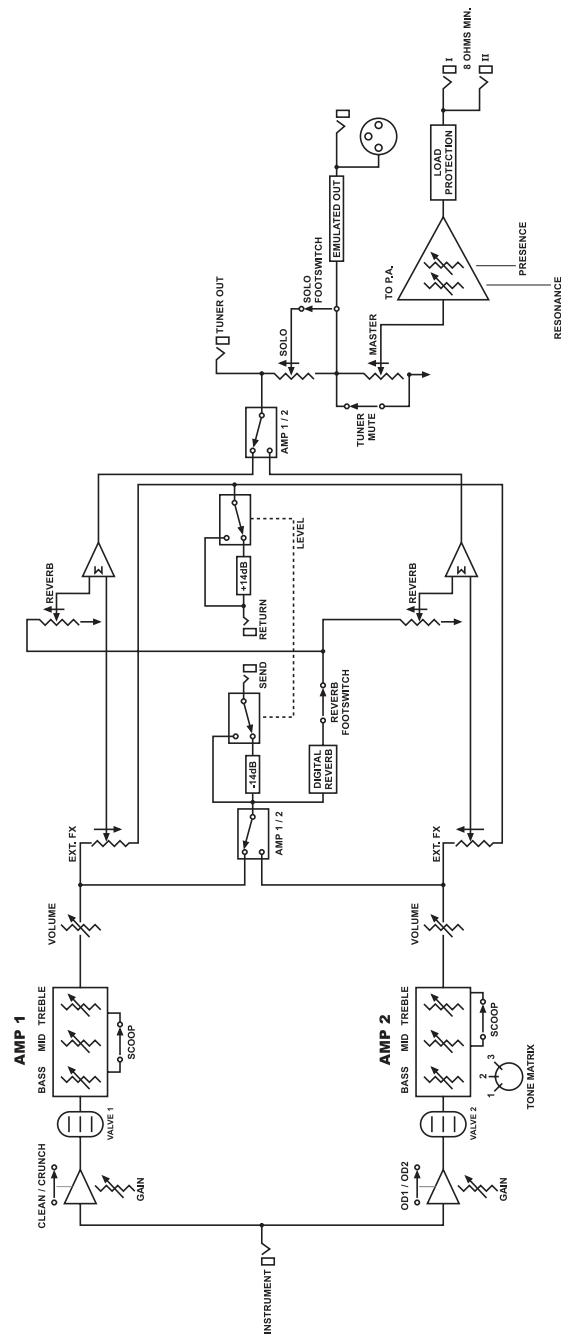 INSTRUMENT
CLEAN / CRUNCH
GAIN
VALVE 1
AMP 1
BASS
MID
TREBLE
SCOOP
VOLUME
EXT. FX
REVERB
Σ
OD1 / OD2
GAIN
VALVE 2
AMP 2
BASS
MID
TREBLE
SCOOP
1
2
3
TONE MATRIX
VOLUME
EXT. FX
REVERB
Σ
AMP 1 / 2
-14dB
SEND
DIGITAL
REVERB
REVERB
FOOTSWITCH
LEVEL
RETURN
+14dB
AMP 1 / 2
TUNER OUT
SOLO
SOLO
FOOTSWITCH
TUNER
MUTE
MASTER
EMULATED OUT
TO P.A.
PRESENCE
RESONANCE
LOAD
PROTECTION
I
II
8 OHMS MIN.